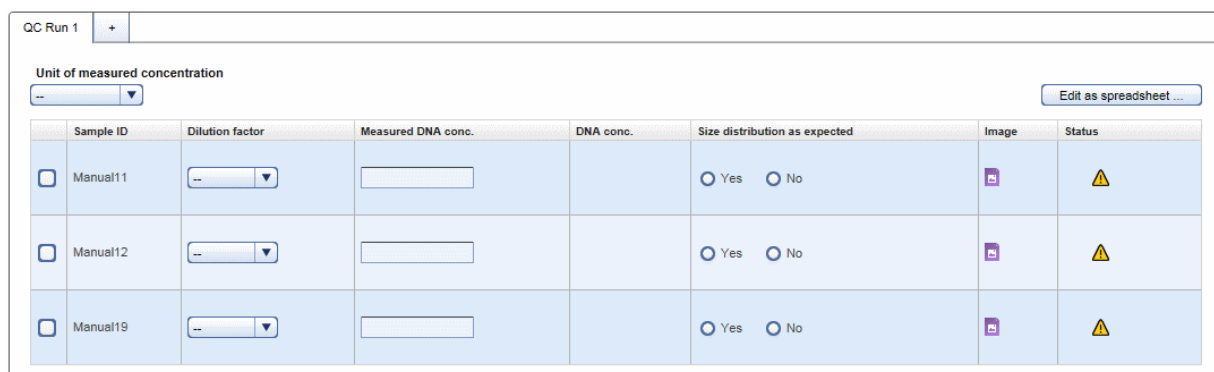 QC Run 1 +
Unit of measured concentration
-- Edit as spreadsheet ...
Sample ID Dilution factor Measured DNA conc. DNA conc. Size distribution as expected Image Status
Manual11 -- Yes No
Manual12 -- Yes No
Manual19 -- Yes No